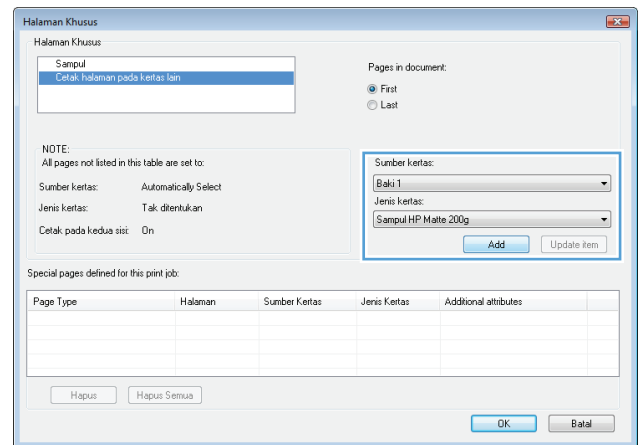 Halaman Khusus
Halaman Khusus
Sampul
Cetak halaman pada kertas lain
Pages in document:
First
Last
NOTE:
All pages not listed in this table are set to:
Sumber kertas: Automatically Select
Jenis kertas: Tak ditentukan
Cetak pada kedua sisi: On
Sumber kertas:
Baki 1
Jenis kertas:
Sampul HP Matte 200g
Add Update item
Special pages defined for this print job:
Page Type Halaman Sumber Kertas Jenis Kertas Additional attributes
Hapus Hapus Semua
OK Batal